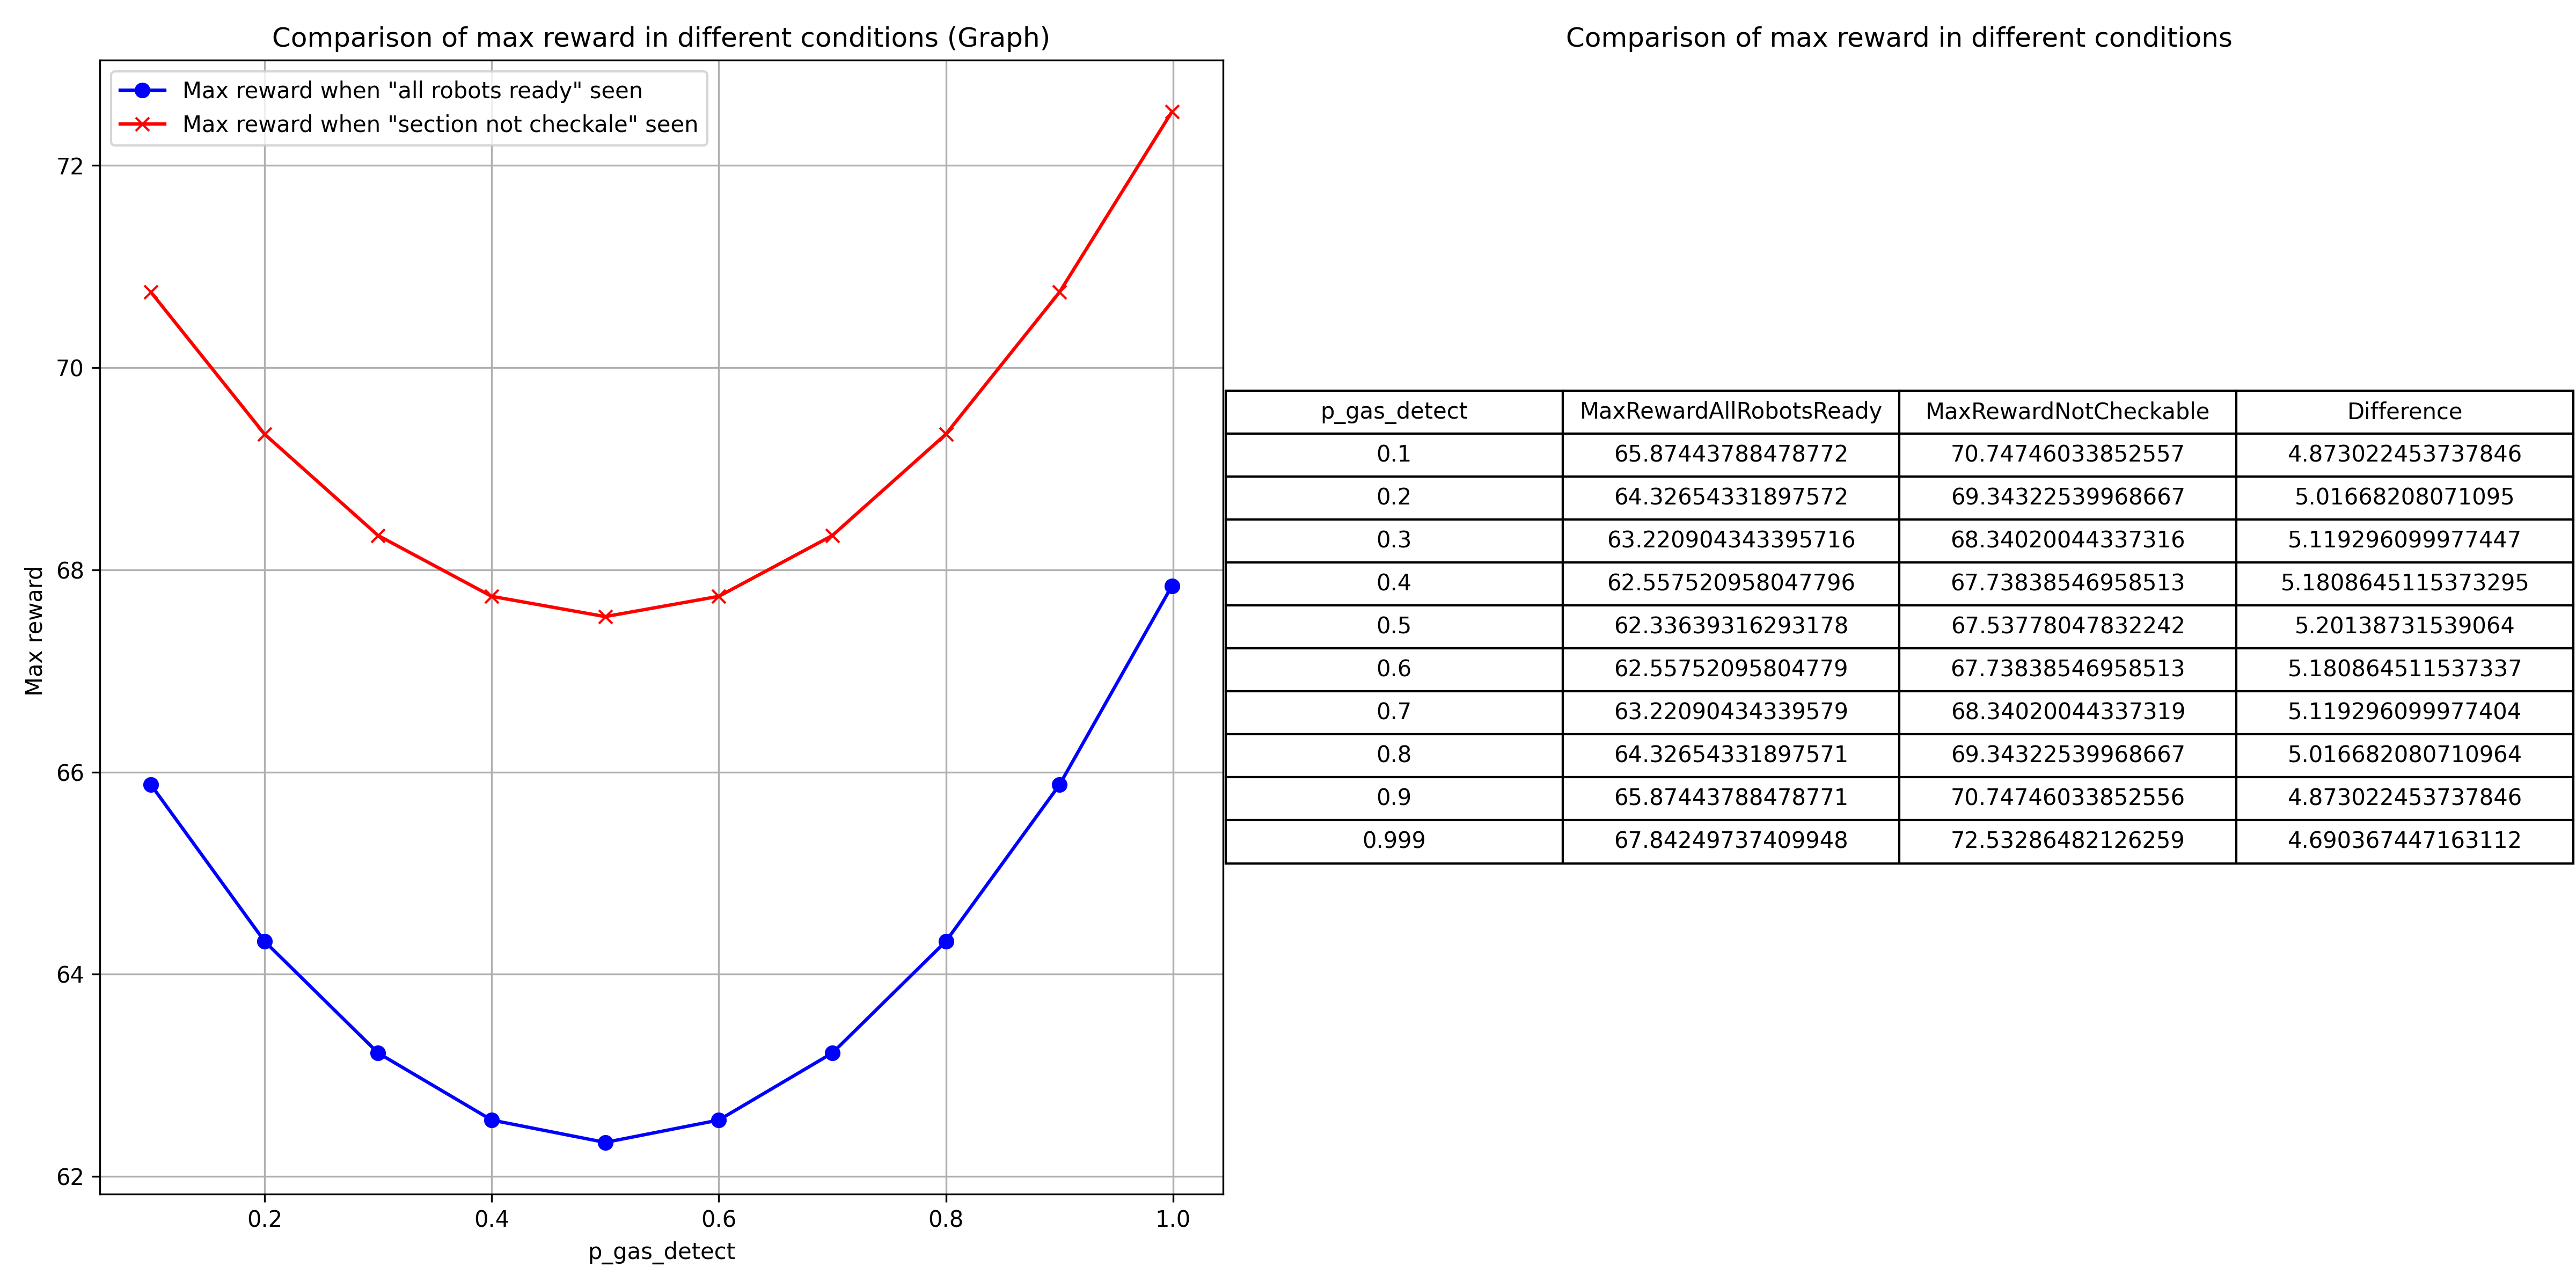 Comparison of max reward in different conditions (Graph)
Max reward when "all robots ready" seen
Max reward when "section not checkale" seen
72
70
68
66
64
62
Max reward
0.2 0.4 0.6 0.8 1.0
p_gas_detect
Comparison of max reward in different conditions
p_gas_detect MaxRewardAllRobotsReady MaxRewardNotCheckable Difference
0.1 65.87443788478772 70.74746033852557 4.873022453737846
0.2 64.32654331897572 69.34322539968667 5.01668208071095
0.3 63.220904343395716 68.34020044337316 5.119296099977447
0.4 62.557520958047796 67.73838546958513 5.1808645115373295
0.5 62.33639316293178 67.53778047832242 5.20138731539064
0.6 62.55752095804779 67.73838546958513 5.180864511537337
0.7 63.22090434339579 68.34020044337319 5.119296099977404
0.8 64.32654331897571 69.34322539968667 5.016682080710964
0.9 65.87443788478771 70.74746033852556 4.873022453737846
0.999 67.84249737409948 72.53286482126259 4.690367447163112